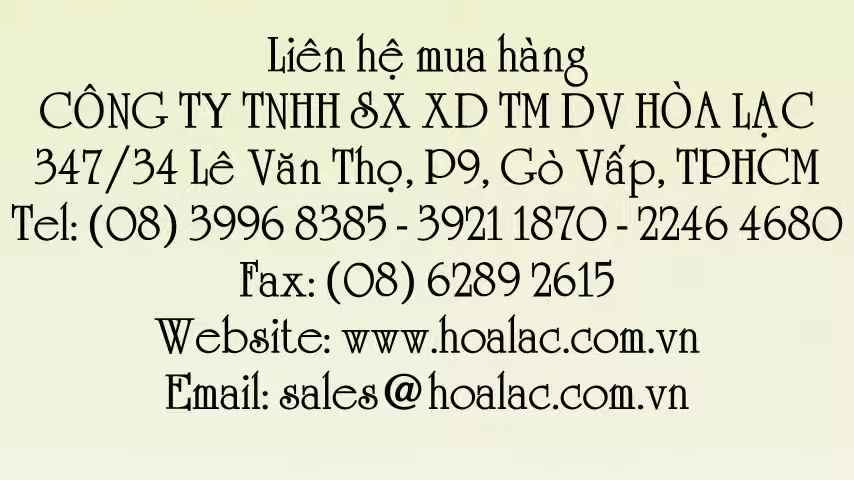 Liên hệ mua hàng
CÔNG TY TNHH SX XD TM DV HÒA LẠC
347/34 Lê Văn Thọ, P9, Gò Vấp, TPHCM
Tel: (08) 3996 8385 - 3921 1870 - 2246 4680
Fax: (08) 6289 2615
Website: www.hoalac.com.vn
Email: sales@hoalac.com.vn